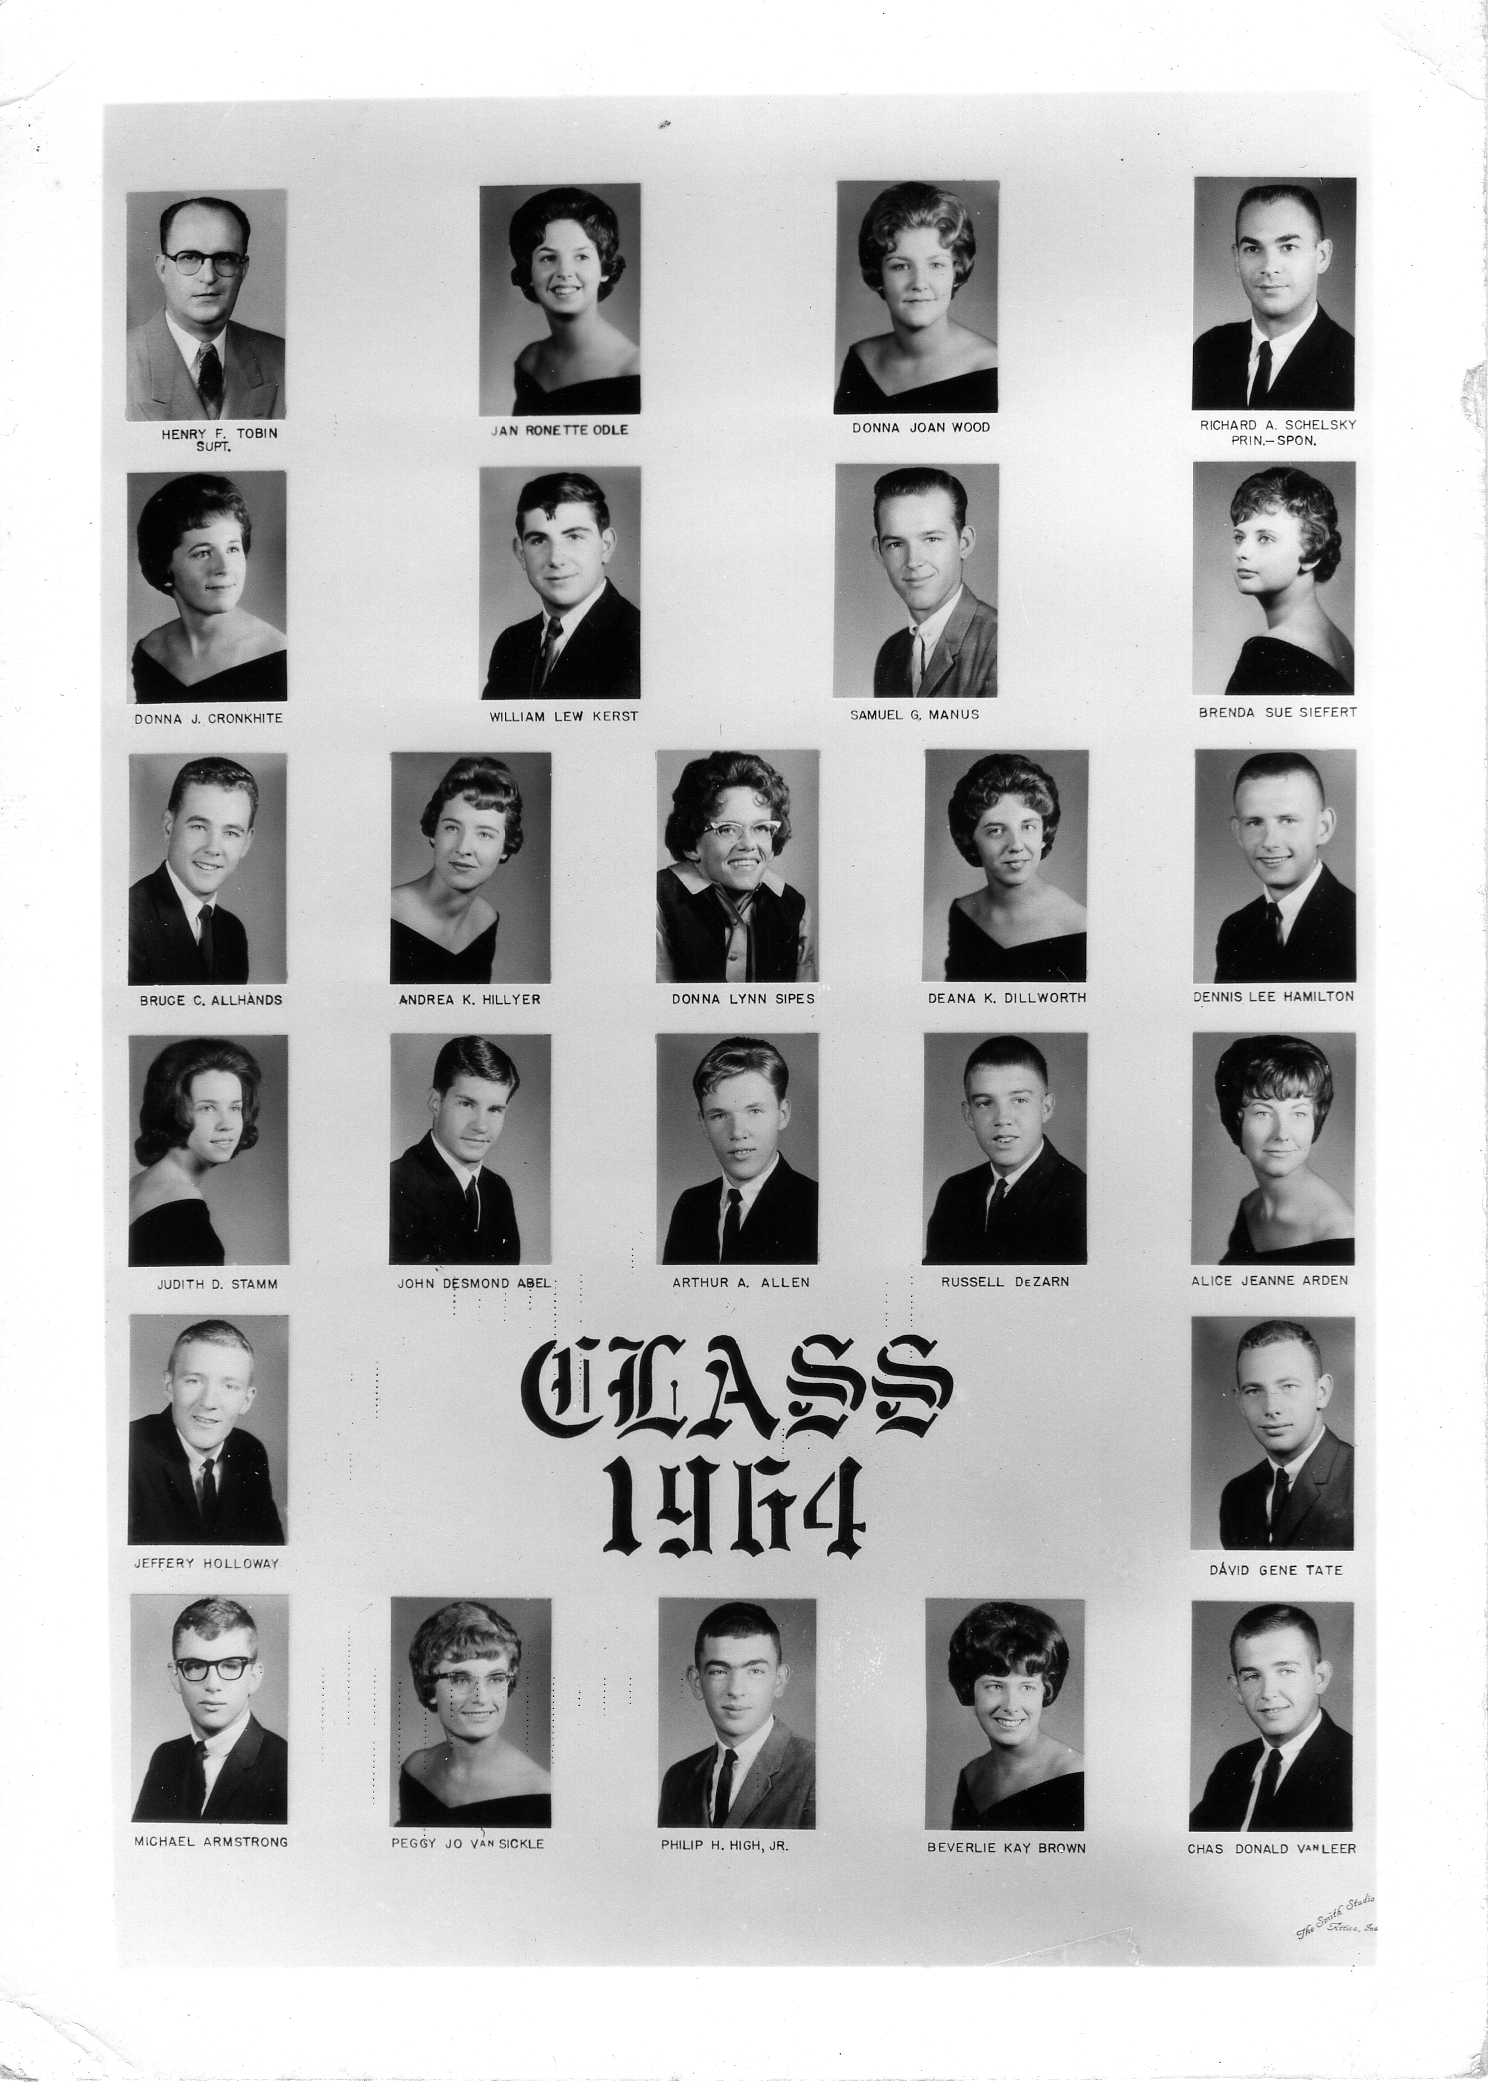 HENRY F. TOBIN
SUPT.
JAN RONETTE ODLE
DONNA JOAN WOOD
RICHARD A. SCHELSKY
PRIN.—SPON.
DONNA J. CRONKHITE
WILLIAM LEW KERST
SAMUEL G. MANUS
BRENDA SUE SIEFERT
BRUCE C. ALLHANDS
ANDREA K. HILLYER
DONNA LYNN SIPES
DEANA K. DILLWORTH
DENNIS LEE HAMILTON
JUDITH D. STAMM
JOHN DESMOND ABEL
ARTHUR A. ALLEN
RUSSELL DEZARN
ALICE JEANNE ARDEN
CLASS
1964
JEFFERY HOLLOWAY
DAVID GENE TATE
MICHAEL ARMSTRONG
PEGGY JO VAN SICKLE
PHILIP H. HIGH, JR.
BEVERLIE KAY BROWN
CHAS DONALD VANLEER
The Smith Studio
Attica, Ind